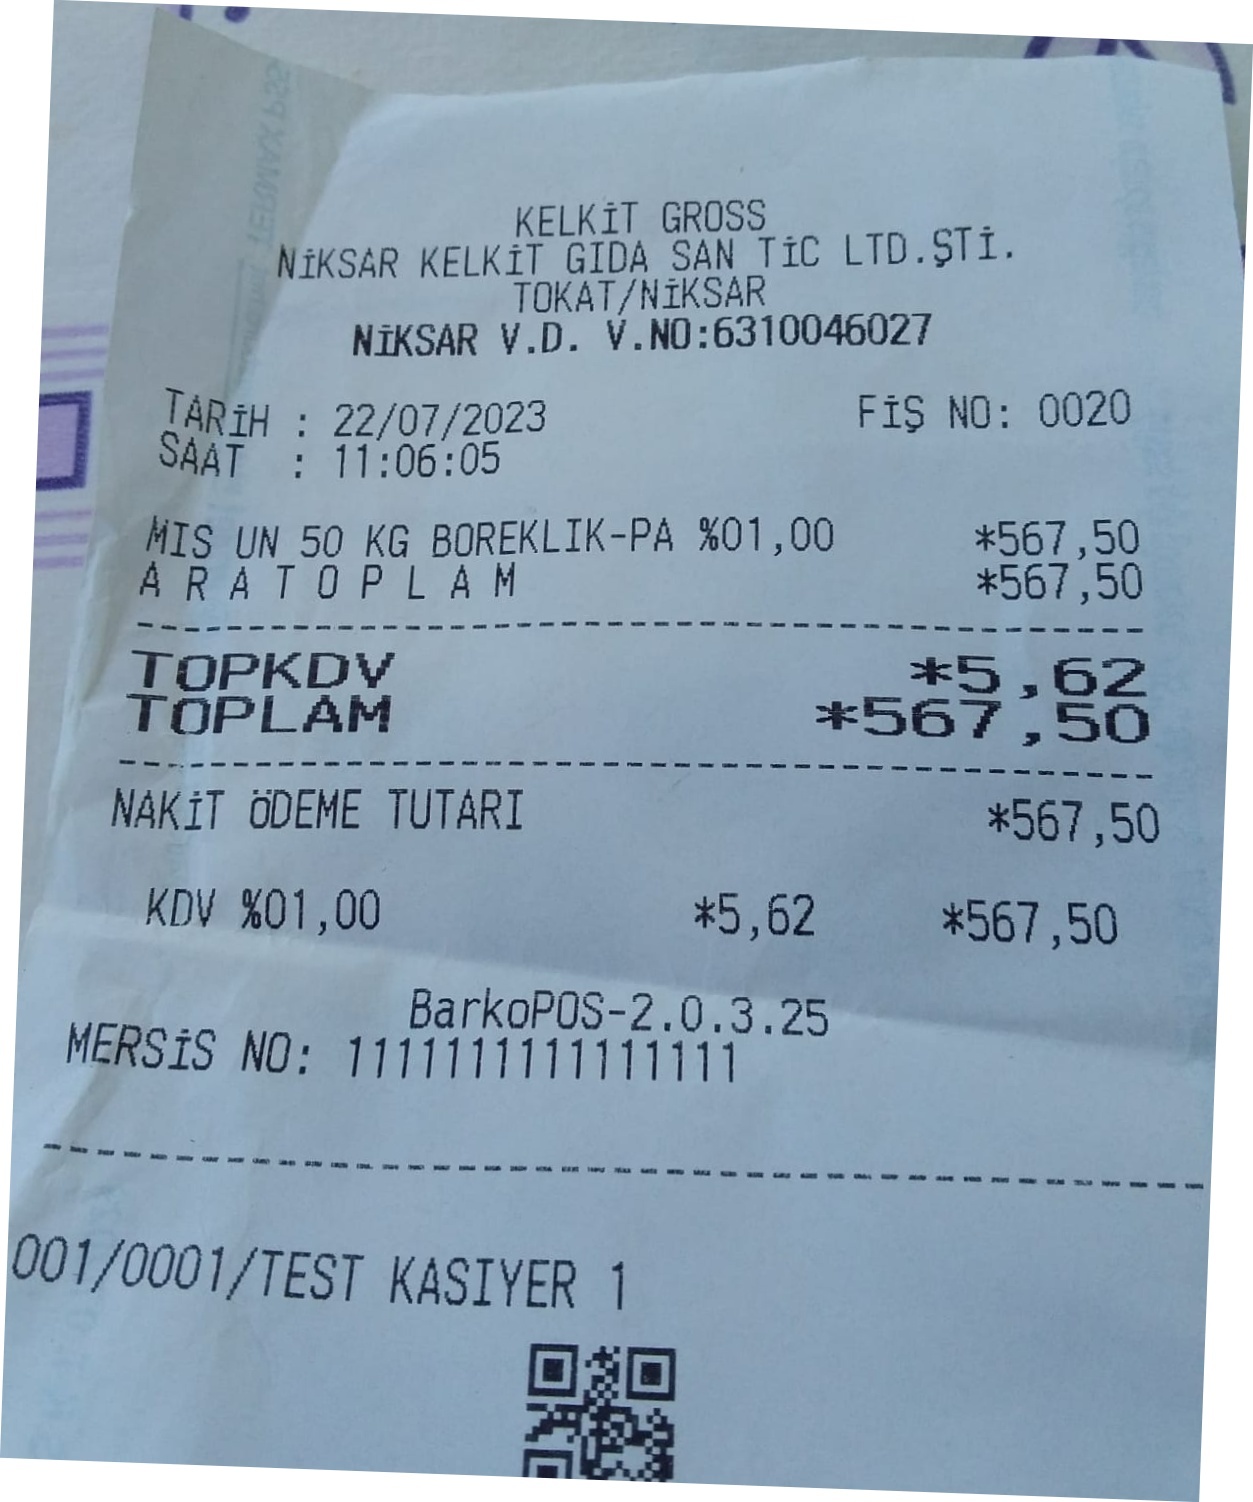 KELKİT GROSS
NİKSAR KELKİT GIDA SAN TİC LTD.ŞTİ.
TOKAT/NİKSAR
NİKSAR V.D. V.NO:6310046027
TARİH : 22/07/2023 FİŞ NO: 0020
SAAT : 11:06:05
MIS UN 50 KG BOREKLIK-PA %01,00 *567,50
A R A T O P L A M *567,50
TOPKDV *5,62
TOPLAM *567,50
NAKİT ÖDEME TUTARI *567,50
KDV %01,00 *5,62 *567,50
BarkoPOS-2.0.3.25
MERSİS NO: 1111111111111111
001/0001/TEST KASIYER 1